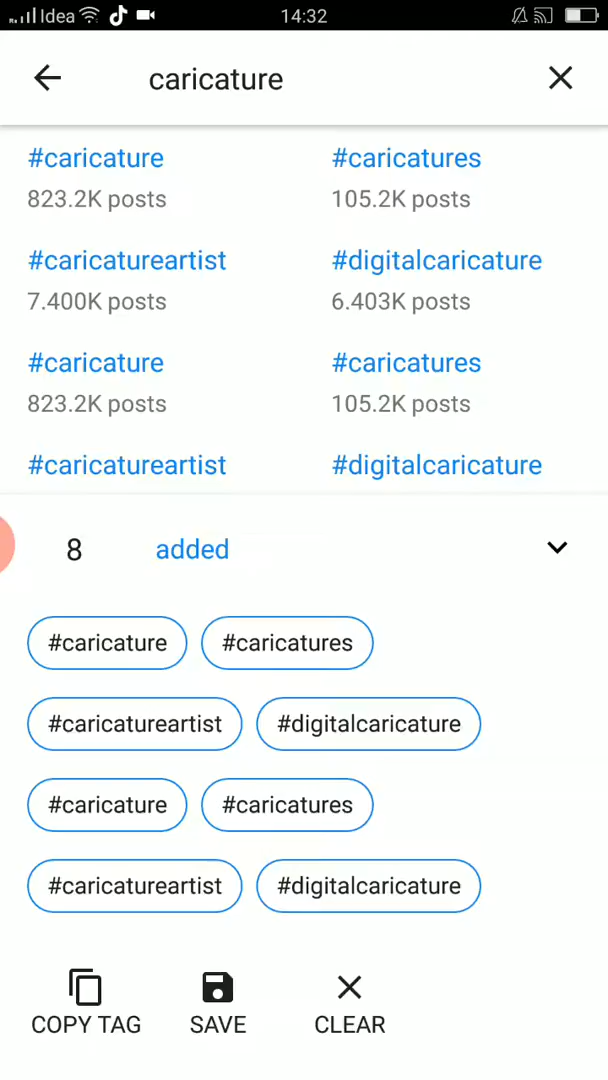 Idea 14:32
caricature
#caricature #caricatures
823.2K posts 105.2K posts
#caricatureartist #digitalcaricature
7.400K posts 6.403K posts
#caricature #caricatures
823.2K posts 105.2K posts
#caricatureartist #digitalcaricature
8 added
#caricature #caricatures
#caricatureartist #digitalcaricature
#caricature #caricatures
#caricatureartist #digitalcaricature
COPY TAG SAVE CLEAR